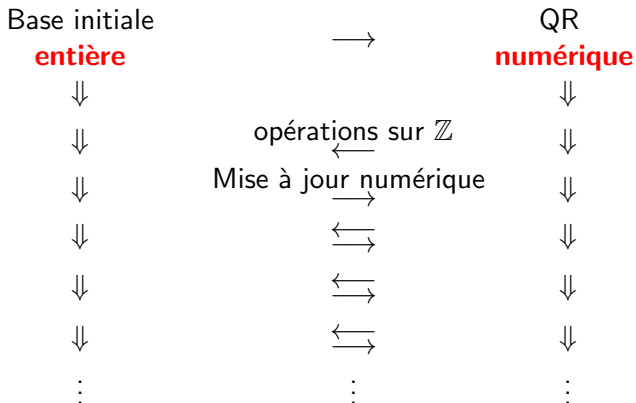 Base initiale → QR
entière numérique
⇓ ⇓
⇓ opérations sur ℤ ⇓
←
⇓ Mise à jour numérique ⇓
→
⇓ ← ⇓
→
⇓ ← ⇓
→
⇓ ← ⇓
→
⋮ ⋮ ⋮